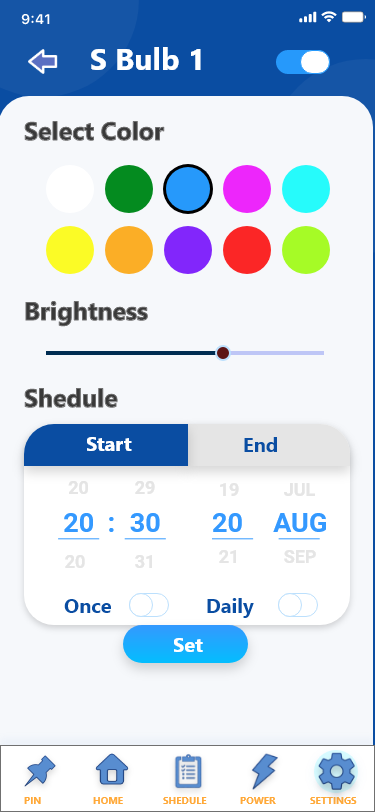 9:41
S Bulb 1
Select Color
Brightness
Shedule
Start End
20 29 19 JUL
20 : 30 20 AUG
20 31 21 SEP
Once Daily
Set
PIN HOME SHEDULE POWER SETTINGS